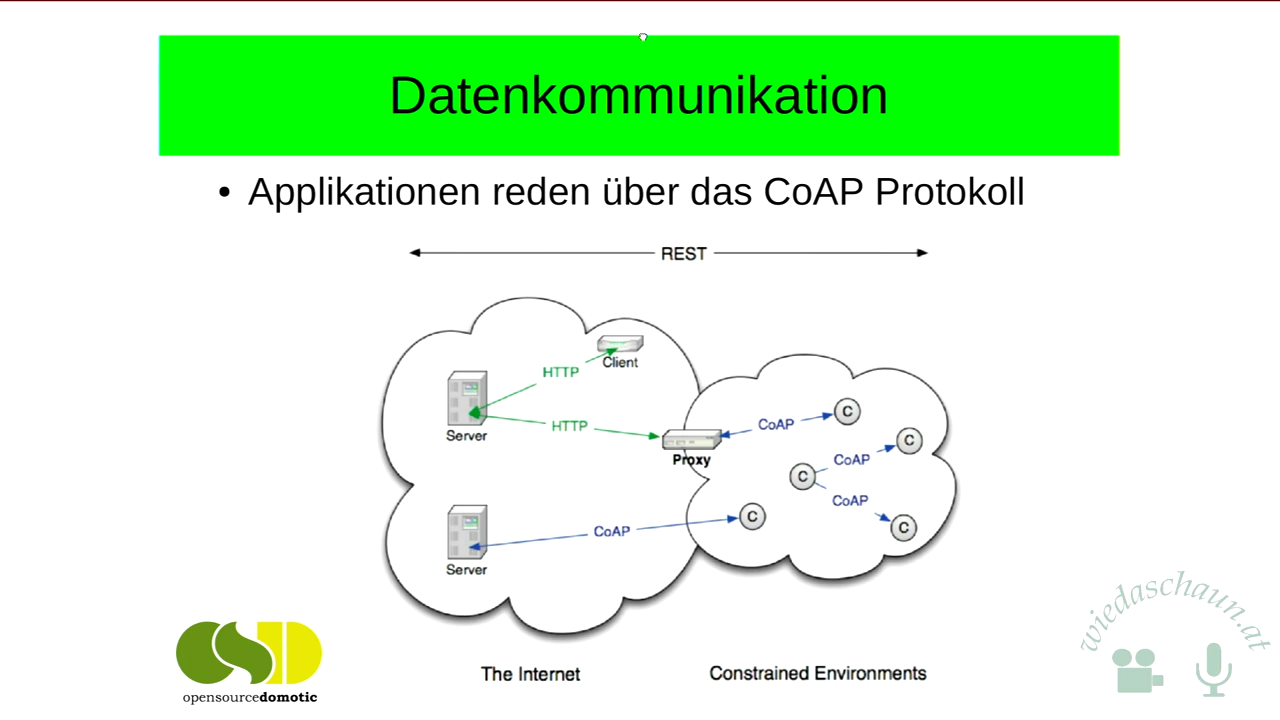 Datenkommunikation
• Applikationen reden über das CoAP Protokoll
REST
Client
HTTP
Server
HTTP
Proxy
CoAP
C
C
CoAP
C
CoAP
C
C
CoAP
Server
The Internet
Constrained Environments
opensourcedomotic
wiedaschaun.at